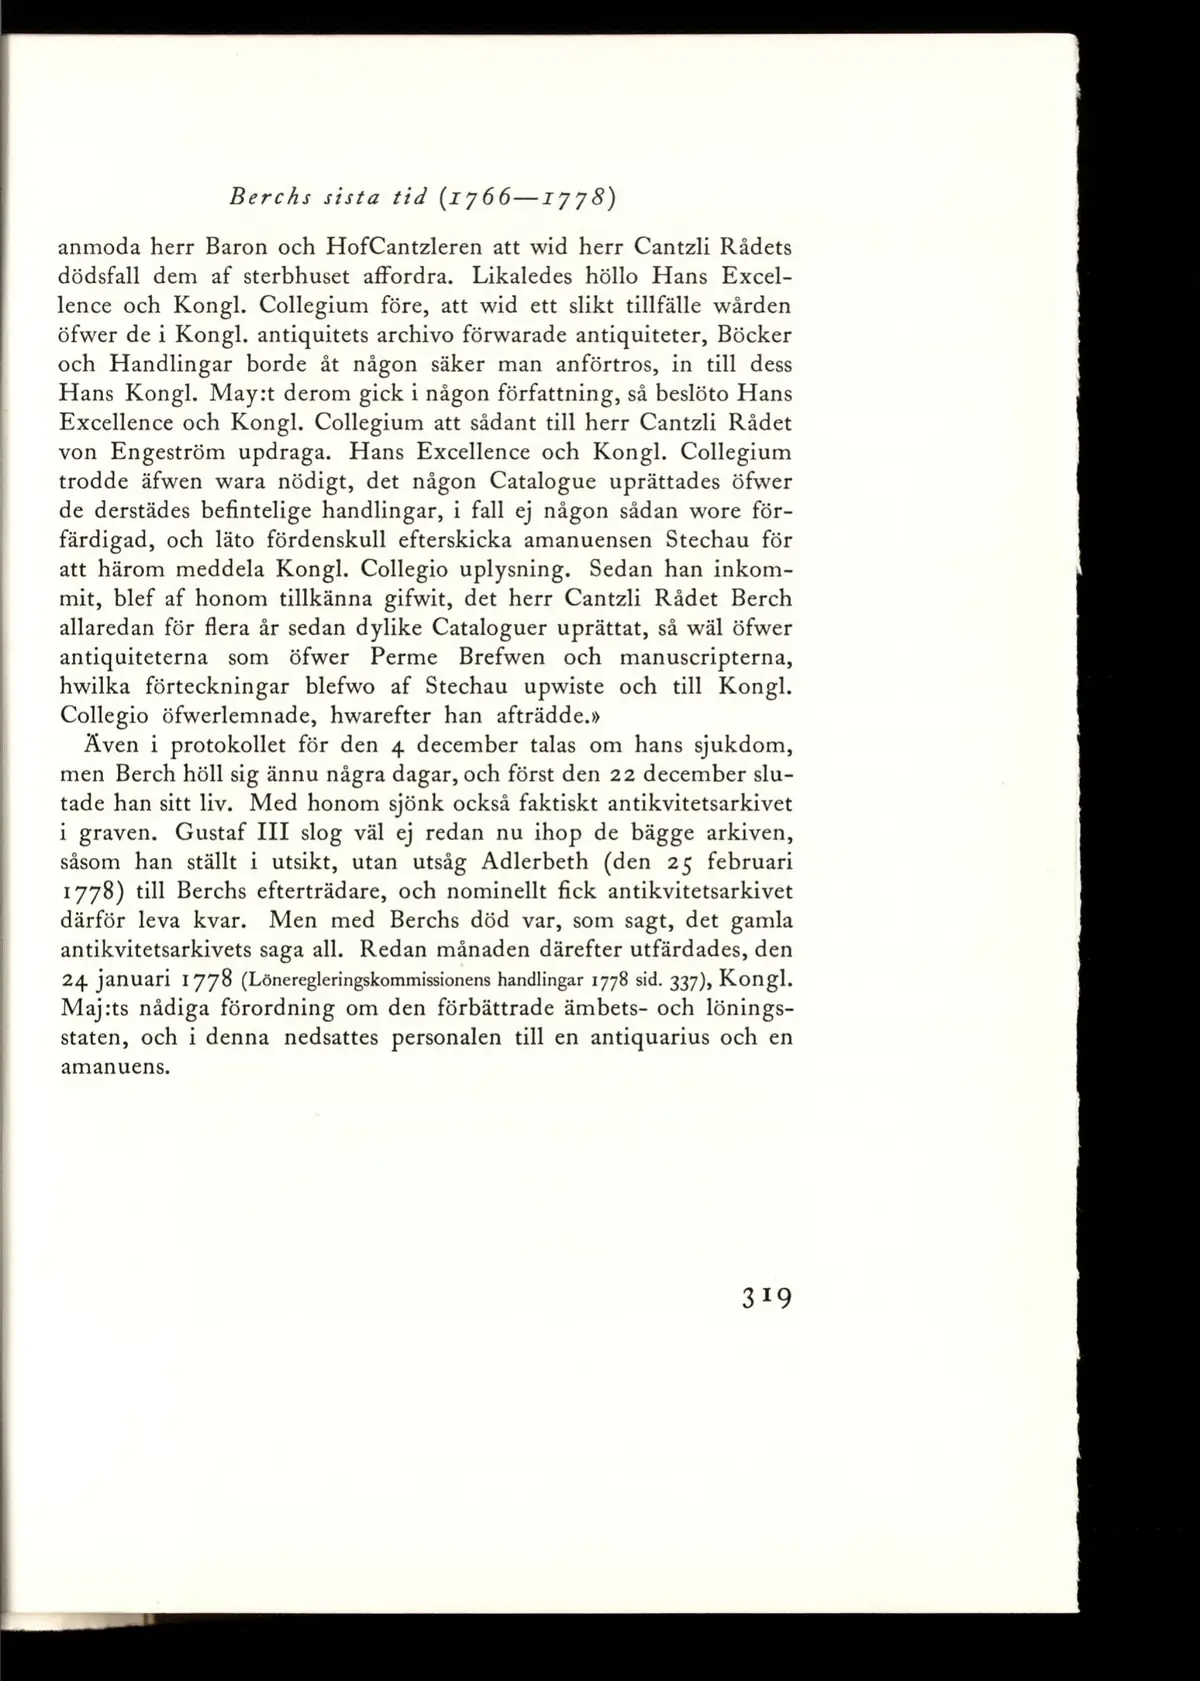 Berchs sista tid (1766—1778)
anmoda herr Baron och HofCantzleren att wid herr Cantzli Rådets
dödsfall dem af sterbhuset affordra. Likaledes höllo Hans Excel-
lence och Kongl. Collegium före, att wid ett slikt tillfälle wården
öfwer de i Kongl. antiquitets archivo förwarade antiquiteter, Böcker
och Handlingar borde åt någon säker man anförtros, in till dess
Hans Kongl. May:t derom gick i någon författning, så beslöto Hans
Excellence och Kongl. Collegium att sådant till herr Cantzli Rådet
von Engeström updraga. Hans Excellence och Kongl. Collegium
trodde äfwen wara nödigt, det någon Catalogue uprättades öfwer
de derstädes befintelige handlingar, i fall ej någon sådan wore för-
färdigad, och läto fördenskull efterskicka amanuensen Stechau för
att härom meddela Kongl. Collegio uplysning. Sedan han inkom-
mit, blef af honom tillkänna gifwit, det herr Cantzli Rådet Berch
allaredan för flera år sedan dylike Cataloguer uprättat, så wäl öfwer
antiquiteterna som öfwer Perme Brefwen och manuscripterna,
hwilka förteckningar blefwo af Stechau upwiste och till Kongl.
Collegio öfwerlemnade, hwarefter han afträdde.»
Även i protokollet för den 4 december talas om hans sjukdom,
men Berch höll sig ännu några dagar, och först den 22 december slu-
tade han sitt liv. Med honom sjönk också faktiskt antikvitetsarkivet
i graven. Gustaf III slog väl ej redan nu ihop de bägge arkiven,
såsom han ställt i utsikt, utan utsåg Adlerbeth (den 25 februari
1778) till Berchs efterträdare, och nominellt fick antikvitetsarkivet
därför leva kvar. Men med Berchs död var, som sagt, det gamla
antikvitetsarkivets saga all. Redan månaden därefter utfärdades, den
24 januari 1778 (Löneregleringskommissionens handlingar 1778 sid. 337), Kongl.
Maj:ts nådiga förordning om den förbättrade ämbets- och lönings-
staten, och i denna nedsattes personalen till en antiquarius och en
amanuens.
319